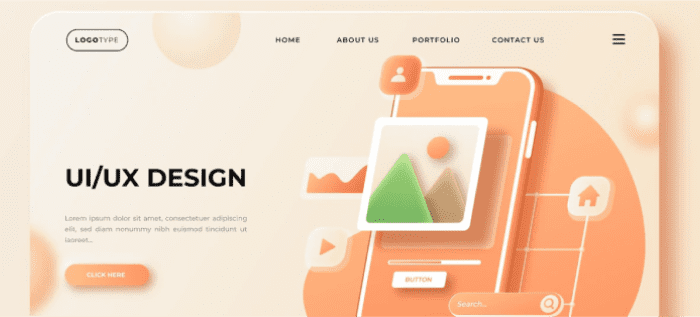 LOGOTYPE
HOME
ABOUT US
PORTFOLIO
CONTACT US
UI/UX DESIGN
Lorem ipsum dolor sit amet, consectetuer adipiscing
elit, sed diam nonummy nibh euismod tincidunt ut
laoreet...
CLICK HERE
BUTTON
Search...